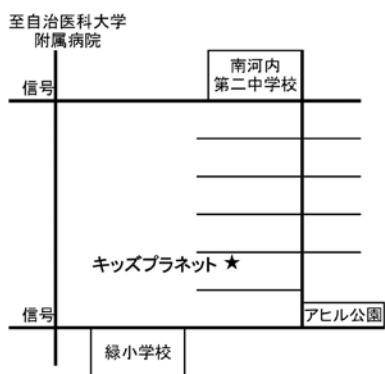 至自治医科大学
附属病院
南河内
第二中学校
信号
キッズプラネット ★
信号
アヒル公園
緑小学校